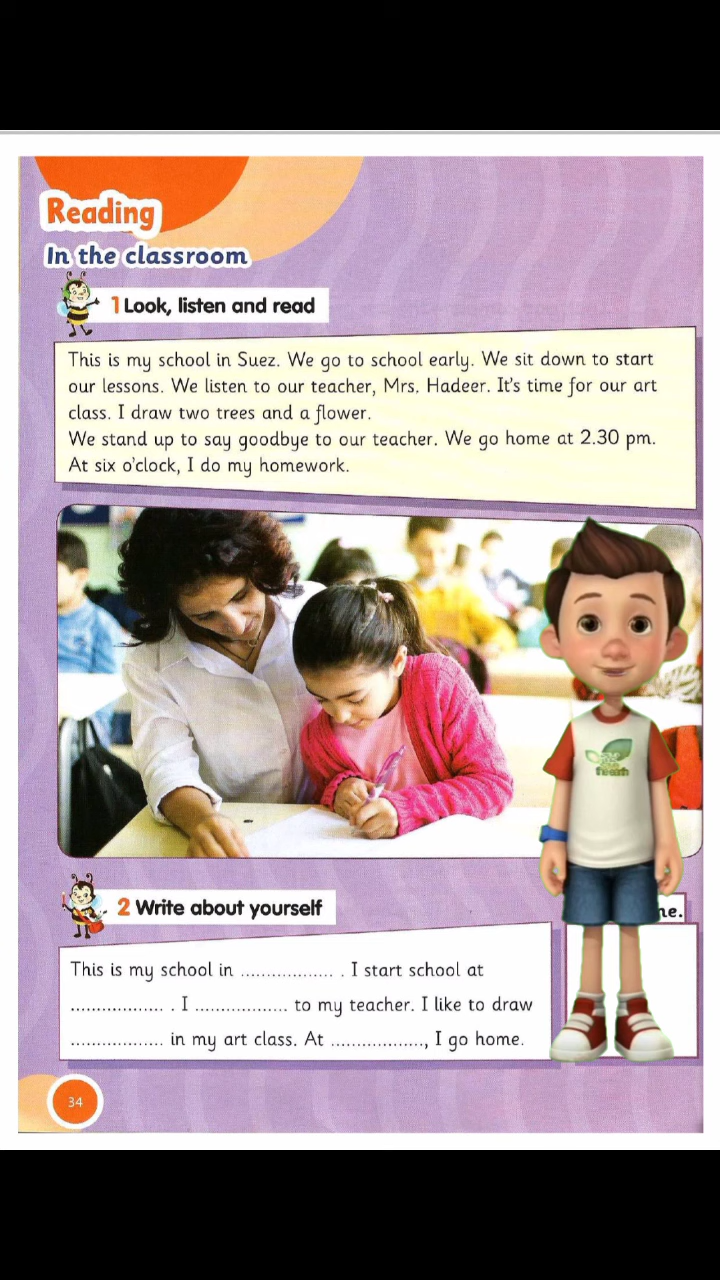 Reading
In the classroom
1 Look, listen and read
This is my school in Suez. We go to school early. We sit down to start
our lessons. We listen to our teacher, Mrs. Hadeer. It's time for our art
class. I draw two trees and a flower.
We stand up to say goodbye to our teacher. We go home at 2.30 pm.
At six o'clock, I do my homework.
2 Write about yourself
This is my school in .................. . I start school at
.................. . I .................. to my teacher. I like to draw
.................. in my art class. At .................., I go home.
34